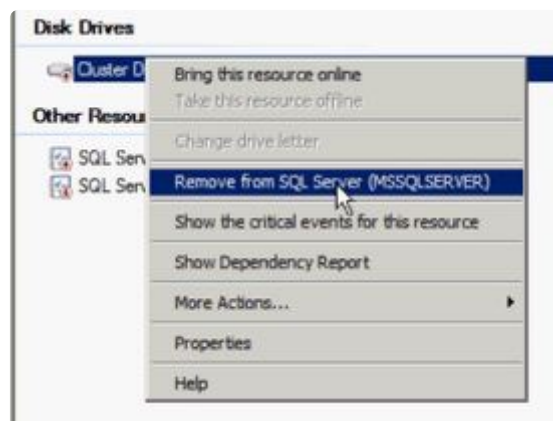 Disk Drives
Cluster D
Bring this resource online
Take this resource offline
Other Resou
Change drive letter
SQL Serv
Remove from SQL Server (MSSQLSERVER)
SQL Serv
Show the critical events for this resource
Show Dependency Report
More Actions...
Properties
Help